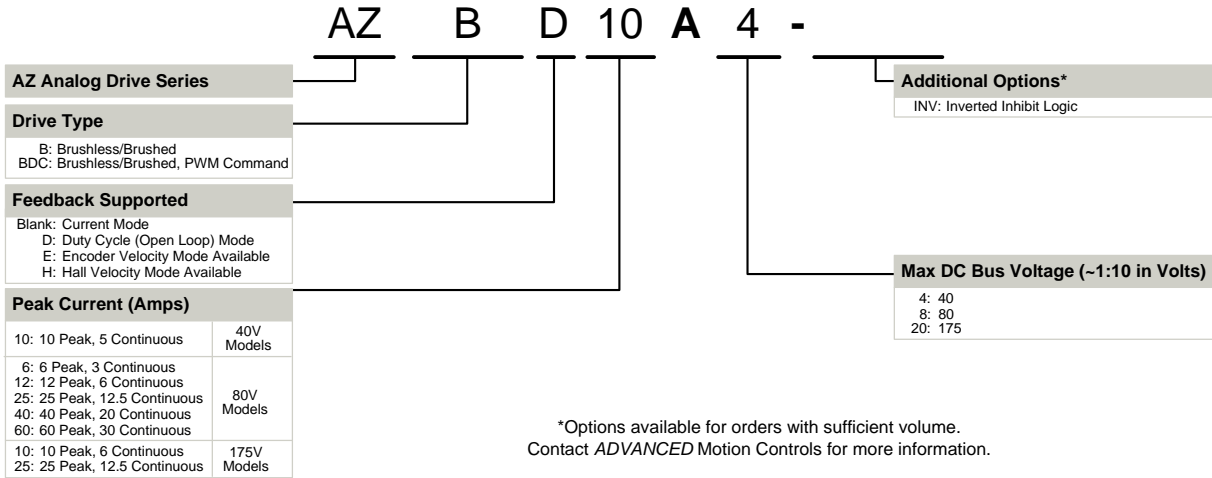 AZ B D 10 A 4 -
AZ Analog Drive Series
Drive Type
B: Brushless/Brushed
BDC: Brushless/Brushed, PWM Command
Feedback Supported
Blank: Current Mode
D: Duty Cycle (Open Loop) Mode
E: Encoder Velocity Mode Available
H: Hall Velocity Mode Available
Peak Current (Amps)
10: 10 Peak, 5 Continuous
40V
Models
6: 6 Peak, 3 Continuous
12: 12 Peak, 6 Continuous
25: 25 Peak, 12.5 Continuous
40: 40 Peak, 20 Continuous
60: 60 Peak, 30 Continuous
80V
Models
10: 10 Peak, 6 Continuous
25: 25 Peak, 12.5 Continuous
175V
Models
Additional Options*
INV: Inverted Inhibit Logic
Max DC Bus Voltage (~1:10 in Volts)
4: 40
8: 80
20: 175
*Options available for orders with sufficient volume.
Contact ADVANCED Motion Controls for more information.